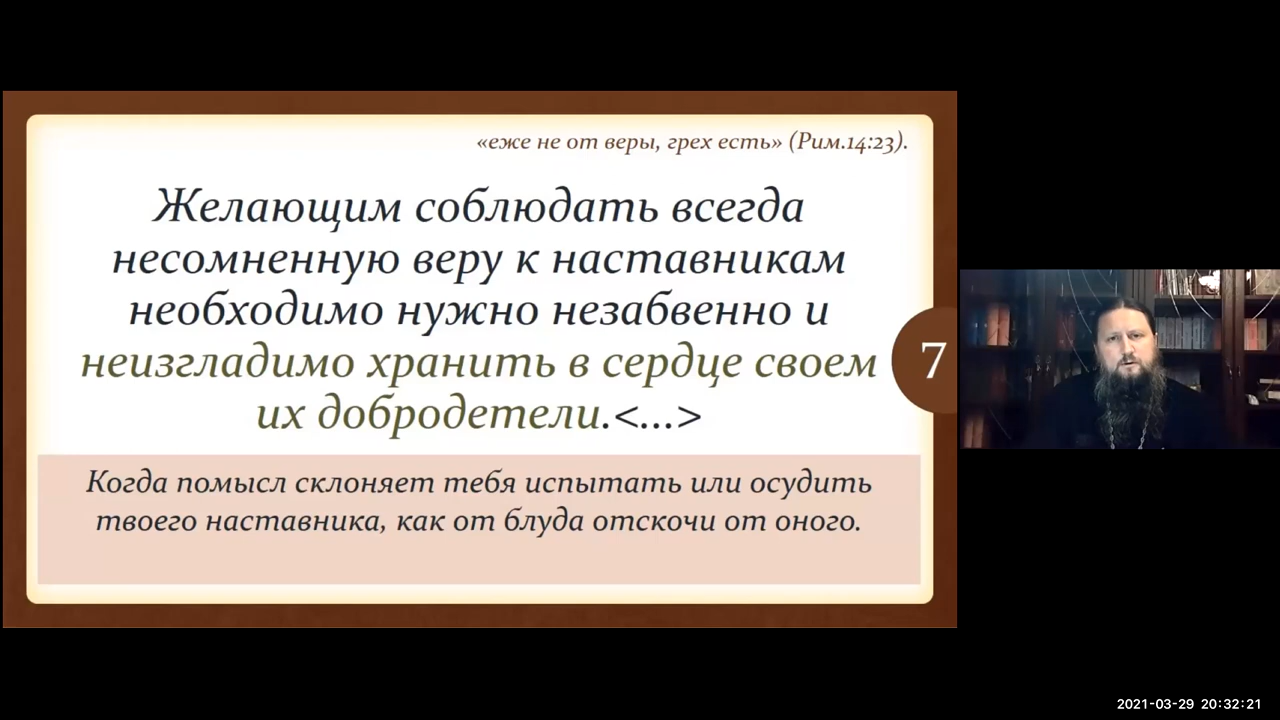 «еже не от веры, грех есть» (Рим.14:23).
Желающим соблюдать всегда
несомненную веру к наставникам
необходимо нужно незабвенно и
неизгладимо хранить в сердце своем
их добродетели.<...>
7
Когда помысл склоняет тебя испытать или осудить
твоего наставника, как от блуда отскочи от оного.
2021-03-29 20:32:21